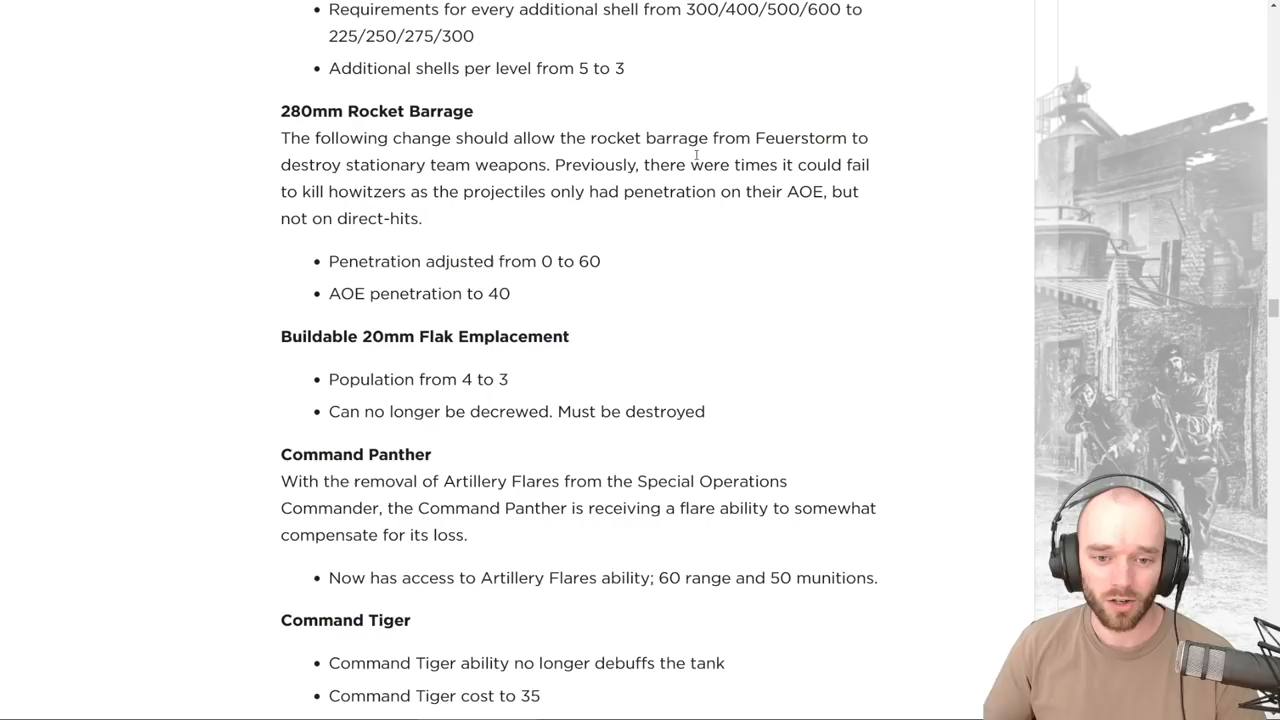 • Requirements for every additional shell from 300/400/500/600 to
225/250/275/300
• Additional shells per level from 5 to 3
280mm Rocket Barrage
The following change should allow the rocket barrage from Feuerstorm to
destroy stationary team weapons. Previously, there were times it could fail
to kill howitzers as the projectiles only had penetration on their AOE, but
not on direct-hits.
• Penetration adjusted from 0 to 60
• AOE penetration to 40
Buildable 20mm Flak Emplacement
• Population from 4 to 3
• Can no longer be decrewed. Must be destroyed
Command Panther
With the removal of Artillery Flares from the Special Operations
Commander, the Command Panther is receiving a flare ability to somewhat
compensate for its loss.
• Now has access to Artillery Flares ability; 60 range and 50 munitions.
Command Tiger
• Command Tiger ability no longer debuffs the tank
• Command Tiger cost to 35